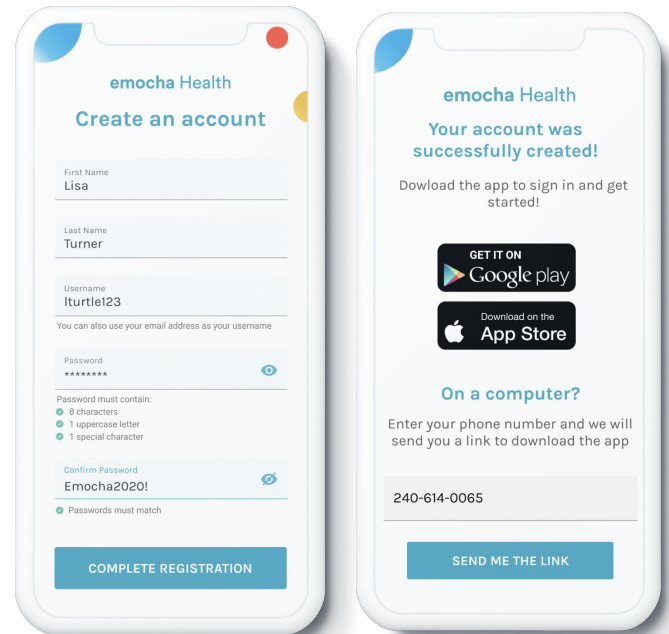 emocha Health
Create an account
First Name
Lisa
Last Name
Turner
Username
lturtle123
You can also use your email address as your username
Password
********
Password must contain:
8 characters
1 uppercase letter
1 special character
Confirm Password
Emocha2020!
Passwords must match
COMPLETE REGISTRATION
emocha Health
Your account was
successfully created!
Dowload the app to sign in and get
started!
GET IT ON
Google play
Download on the
App Store
On a computer?
Enter your phone number and we will
send you a link to download the app
240-614-0065
SEND ME THE LINK